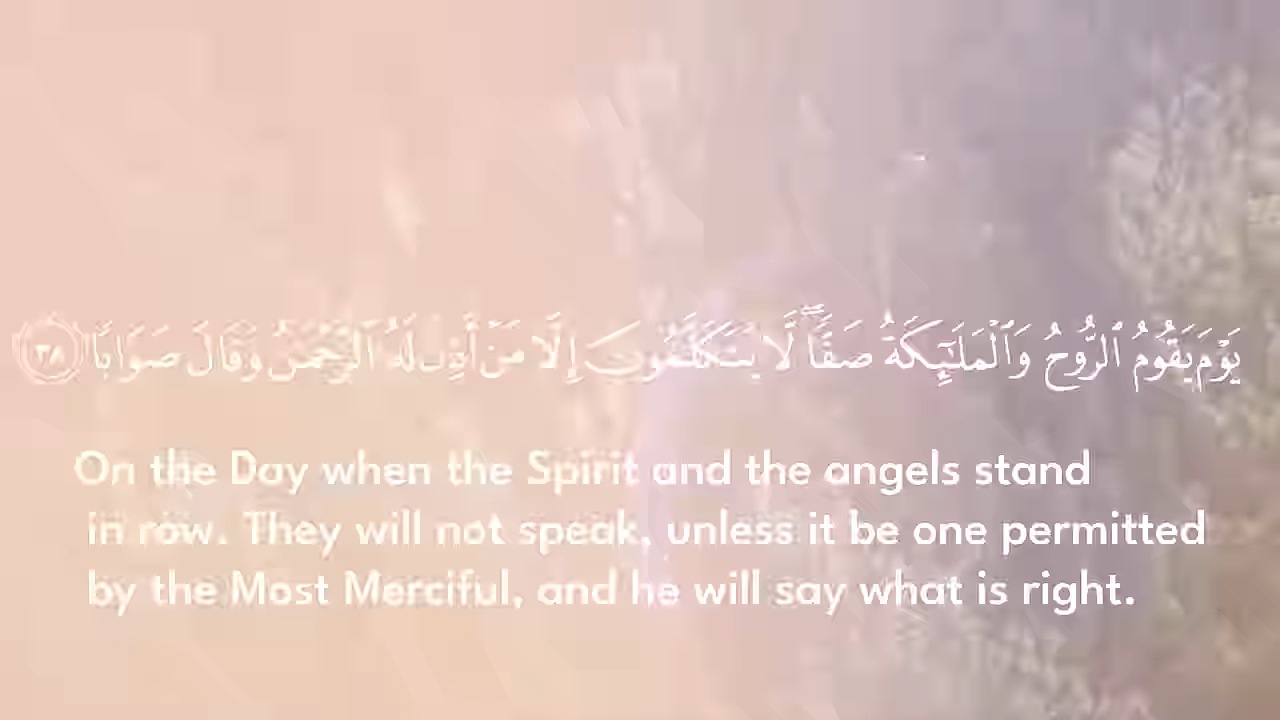 يَوْمَ يَقُومُ ٱلرُّوحُ وَٱلْمَلَـٰٓئِكَةُ صَفًّا ۖ لَّا يَتَكَلَّمُونَ إِلَّا مَنْ أَذِنَ لَهُ ٱلرَّحْمَـٰنُ وَقَالَ صَوَابًا ٣٨
On the Day when the Spirit and the angels stand
in row. They will not speak, unless it be one permitted
by the Most Merciful, and he will say what is right.